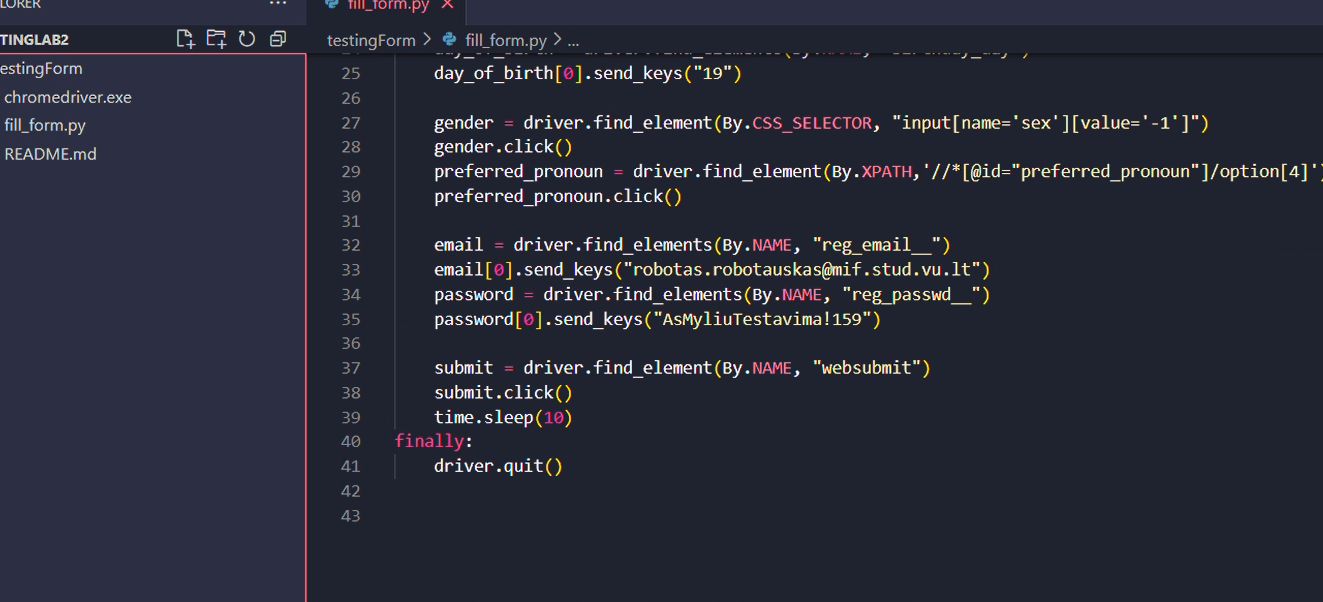 LORER
fill_form.py
TINGLAB2
testingForm > fill_form.py > ...
estingForm
chromedriver.exe
fill_form.py
README.md
25 day_of_birth[0].send_keys("19")
26
27 gender = driver.find_element(By.CSS_SELECTOR, "input[name='sex'][value='-1']")
28 gender.click()
29 preferred_pronoun = driver.find_element(By.XPATH,'//*[@id="preferred_pronoun"]/option[4]')
30 preferred_pronoun.click()
31
32 email = driver.find_elements(By.NAME, "reg_email__")
33 email[0].send_keys("robotas.robotauskas@mif.stud.vu.lt")
34 password = driver.find_elements(By.NAME, "reg_passwd__")
35 password[0].send_keys("AsMyliuTestavima!159")
36
37 submit = driver.find_element(By.NAME, "websubmit")
38 submit.click()
39 time.sleep(10)
40 finally:
41 driver.quit()
42
43